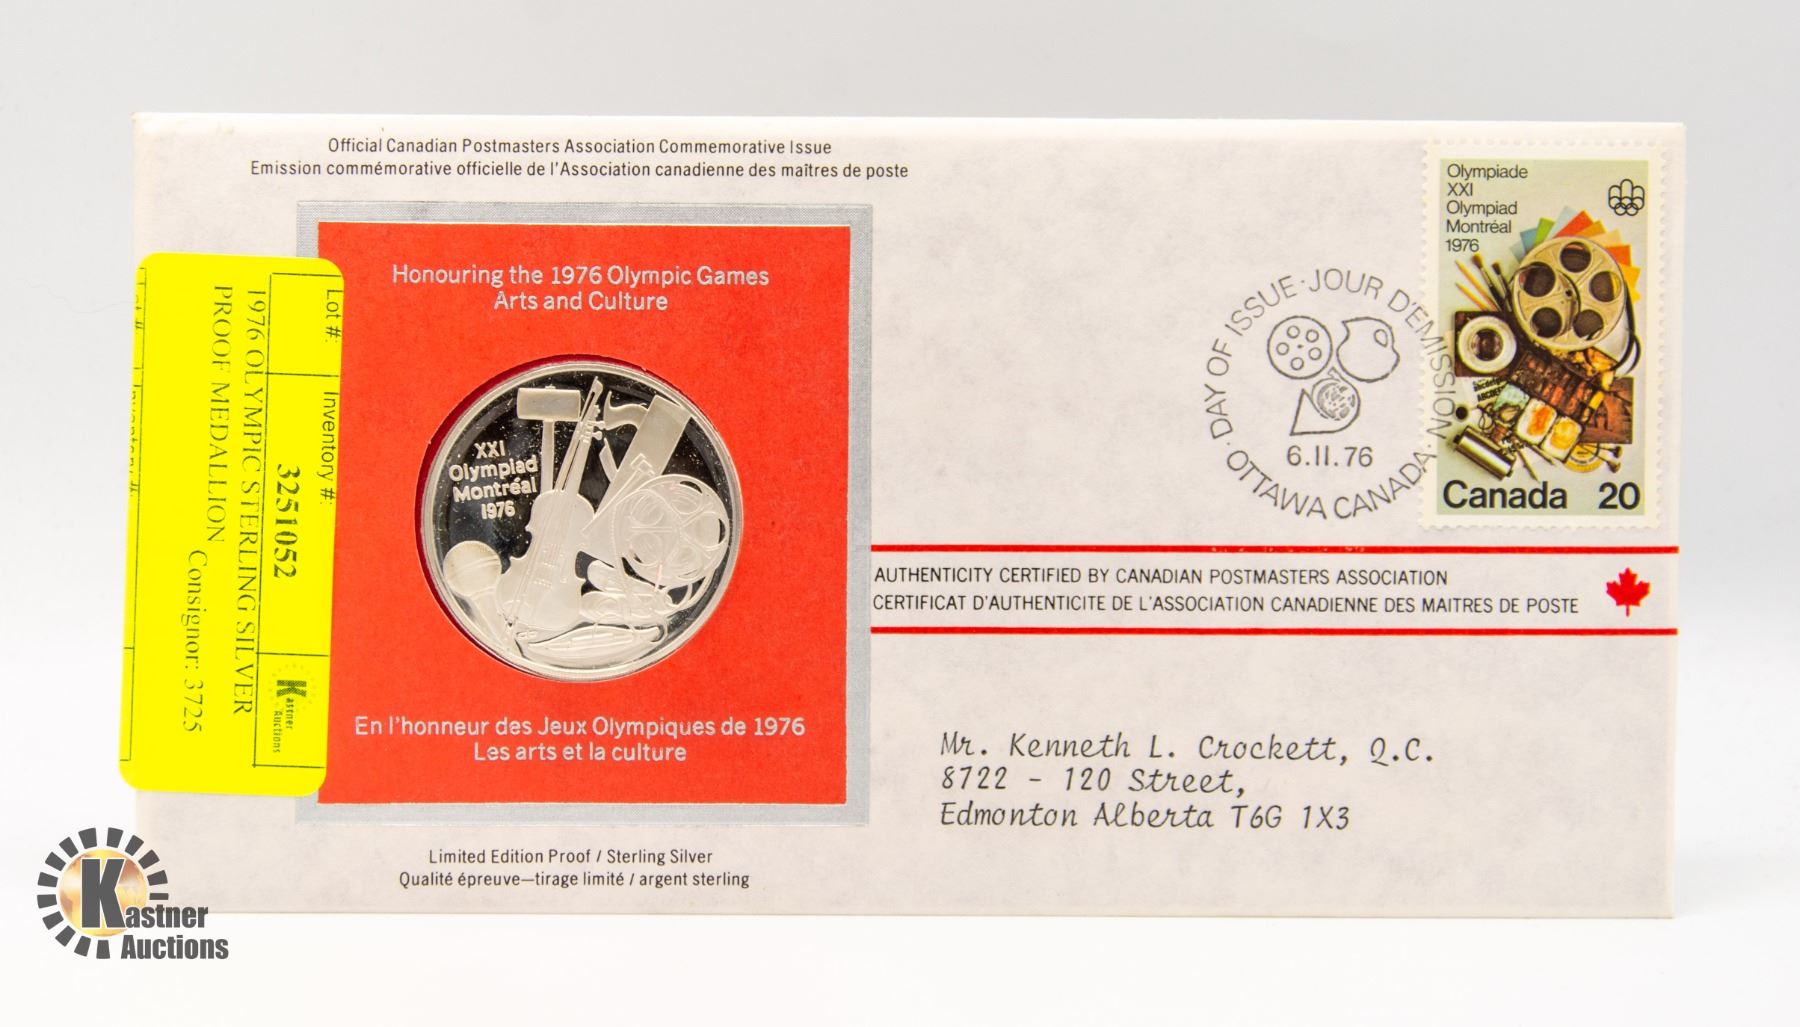 Official Canadian Postmasters Association Commemorative Issue
Emission commémorative officielle de l'Association canadienne des maîtres de poste
Honouring the 1976 Olympic Games
Arts and Culture
XXI
Olympiad
Montréal
1976
En l'honneur des Jeux Olympiques de 1976
Les arts et la culture
Limited Edition Proof / Sterling Silver
Qualité épreuve—tirage limité / argent sterling
Lot #:
Inventory #:
3251052
1976 OLYMPIC STERLING SILVER
PROOF MEDALLION
Consignor: 3725
Kastner
Auctions
DAY OF ISSUE · JOUR D'EMISSION ·
OTTAWA CANADA
6.II.76
Olympiade
XXI
Olympiad
Montréal
1976
Canada 20
AUTHENTICITY CERTIFIED BY CANADIAN POSTMASTERS ASSOCIATION
CERTIFICAT D'AUTHENTICITE DE L'ASSOCIATION CANADIENNE DES MAITRES DE POSTE
Mr. Kenneth L. Crockett, Q.C.
8722 - 120 Street,
Edmonton Alberta T6G 1X3
Kastner
Auctions